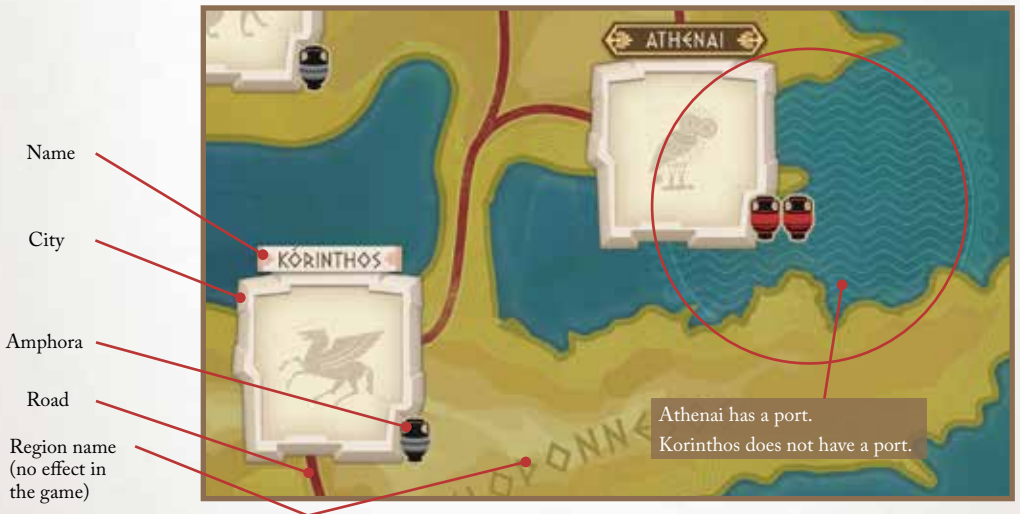 ATHENAI
Name
City
KÓRINTHOS
Amphora
Road
Region name
(no effect in
the game)
Athenai has a port.
Korinthos does not have a port.